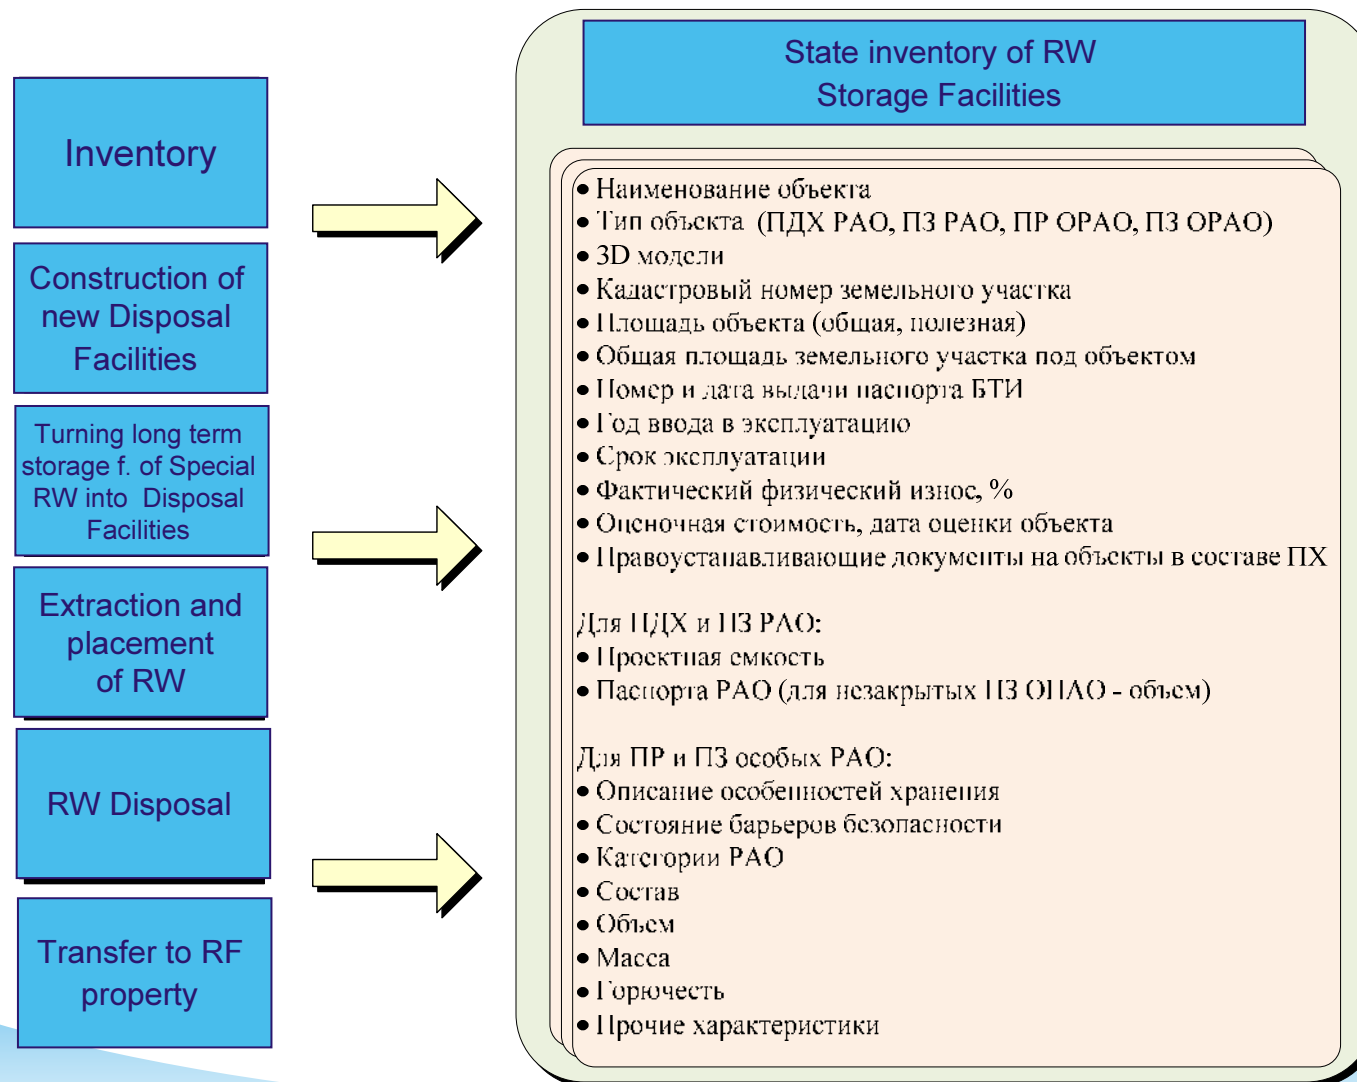 Inventory
Construction of
new Disposal
Facilities
Turning long term
storage f. of Special
RW into Disposal
Facilities
Extraction and
placement
of RW
RW Disposal
Transfer to RF
property
State inventory of RW
Storage Facilities
• Наименование объекта
• Тип объекта (ПДХ РАО, ПЗ РАО, ПР ОРАО, ПЗ ОРАО)
• 3D модели
• Кадастровый номер земельного участка
• Площадь объекта (общая, полезная)
• Общая площадь земельного участка под объектом
• Номер и дата выдачи паспорта БТИ
• Год ввода в эксплуатацию
• Срок эксплуатации
• Фактический физический износ, %
• Оценочная стоимость, дата оценки объекта
• Правоустанавливающие документы на объекты в составе ПХ
Для ПДХ и ПЗ РАО:
• Проектная емкость
• Паспорта РАО (для незакрытых ПЗ ОНАО - объем)
Для ПР и ПЗ особых РАО:
• Описание особенностей хранения
• Состояние барьеров безопасности
• Категории РАО
• Состав
• Объем
• Масса
• Горючесть
• Прочие характеристики